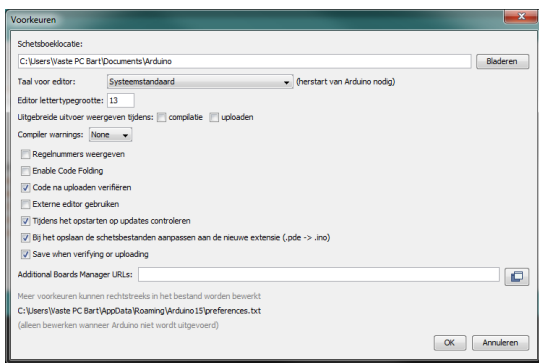 Voorkeuren
Schetsboeklocatie:
C:\Users\Vaste PC Bart\Documents\Arduino Bladeren
Taal voor editor: Systeemstandaard (herstart van Arduino nodig)
Editor lettertypegrootte: 13
Uitgebreide uitvoer weergeven tijdens: compilatie uploaden
Compiler warnings: None
Regelnummers weergeven
Enable Code Folding
Code na uploaden verifiëren
Externe editor gebruiken
Tijdens het opstarten op updates controleren
Bij het opslaan de schetsbestanden aanpassen aan de nieuwe extensie (.pde -> .ino)
Save when verifying or uploading
Additional Boards Manager URLs:
Meer voorkeuren kunnen rechtstreeks in het bestand worden bewerkt
C:\Users\Vaste PC Bart\AppData\Roaming\Arduino15\preferences.txt
(alleen bewerken wanneer Arduino niet wordt uitgevoerd)
OK Annuleren